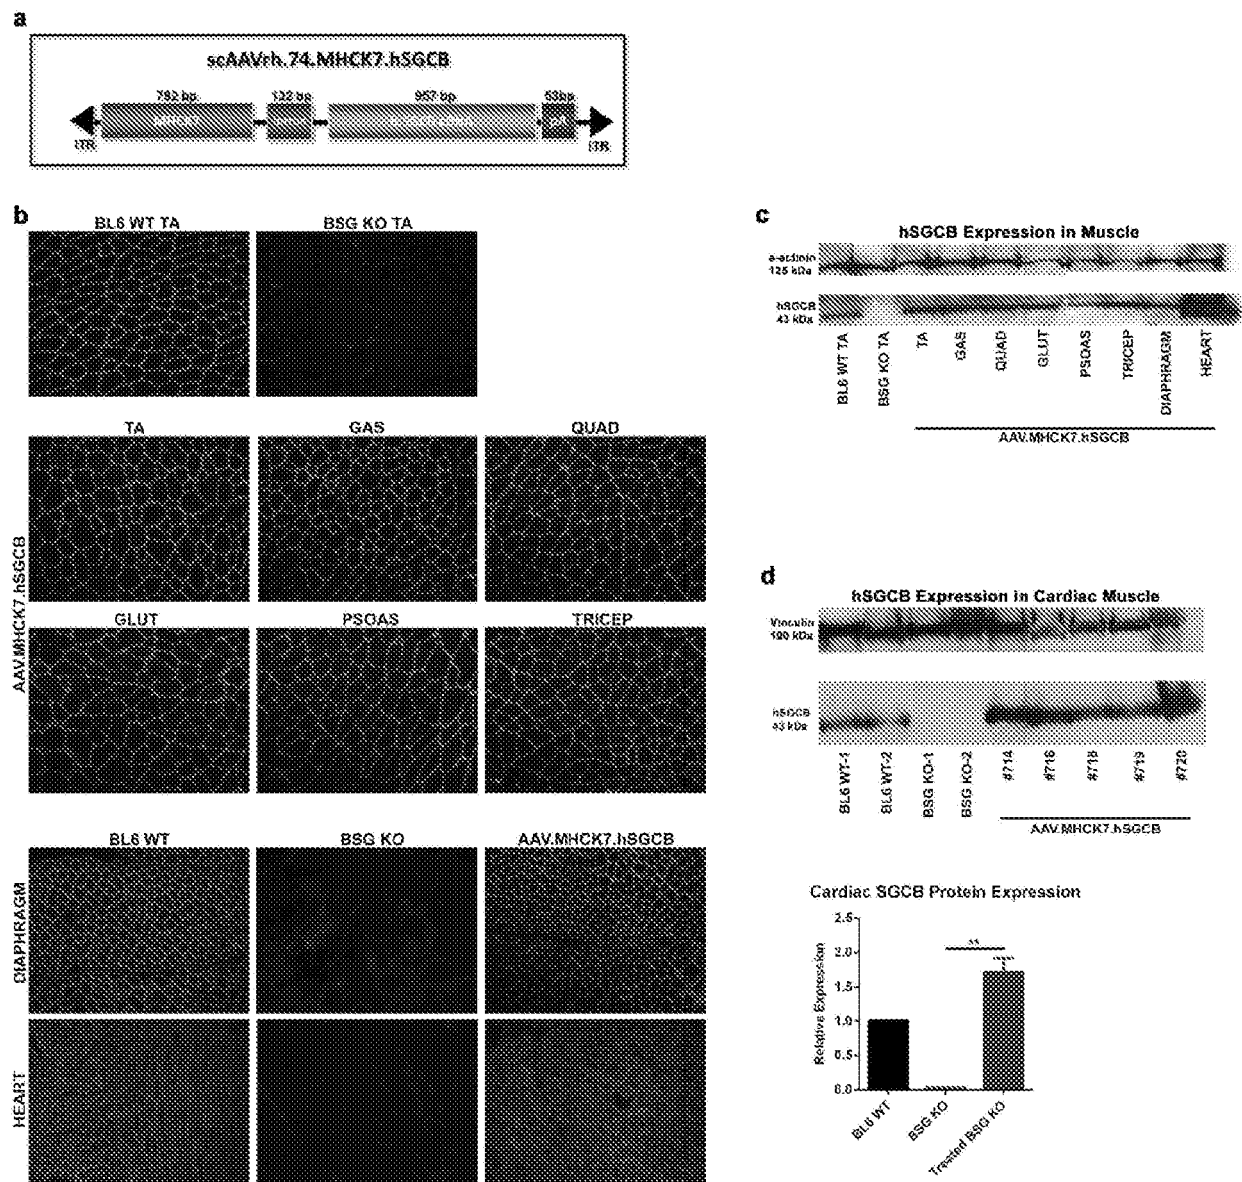 a
scAAVrh.74.MHCK7.hSGCB
792 bp
122 bp
957 bp
53bp
MHCK7
pA
ITR
ITR
b
BL6 WT TA
BSG KO TA
AAV.MHCK7.hSGCB
TA
GAS
QUAD
GLUT
PSOAS
TRICEP
BL6 WT
BSG KO
AAV.MHCK7.hSGCB
DIAPHRAGM
HEART
c
hSGCB Expression in Muscle
α-actinin
125 kDa
hSGCB
43 kDa
BL6 WT TA
BSG KO TA
TA
GAS
QUAD
GLUT
PSOAS
TRICEP
DIAPHRAGM
HEART
AAV.MHCK7.hSGCB
d
hSGCB Expression in Cardiac Muscle
Vinculin
hSGCB
43 kDa
BL6 WT-1
BL6 WT-2
BSG KO-1
BSG KO-2
#714
#719
#720
AAV.MHCK7.hSGCB
Cardiac SGCB Protein Expression
Relative Expression
2.5
2.0
1.5
1.0
0.5
0.0
**
BL6 WT
BSG KO
Treated BSG KO